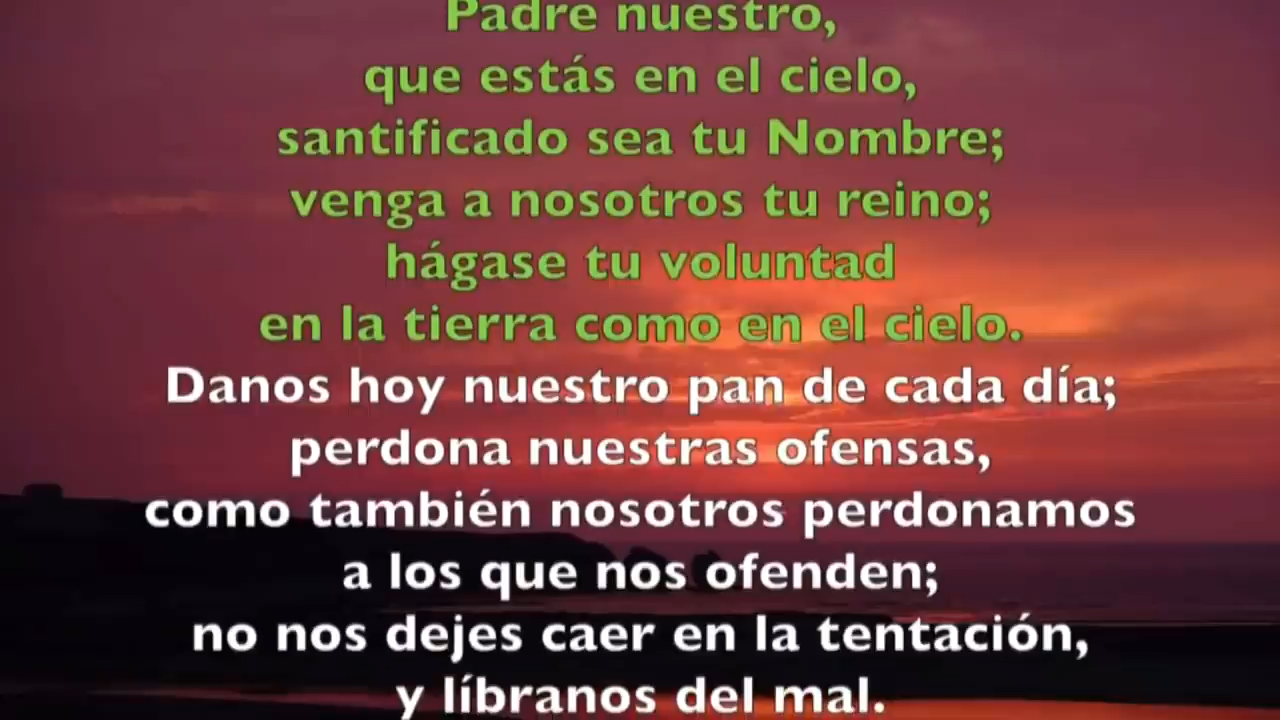 Padre nuestro,
que estás en el cielo,
santificado sea tu Nombre;
venga a nosotros tu reino;
hágase tu voluntad
en la tierra como en el cielo.
Danos hoy nuestro pan de cada día;
perdona nuestras ofensas,
como también nosotros perdonamos
a los que nos ofenden;
no nos dejes caer en la tentación,
y líbranos del mal.